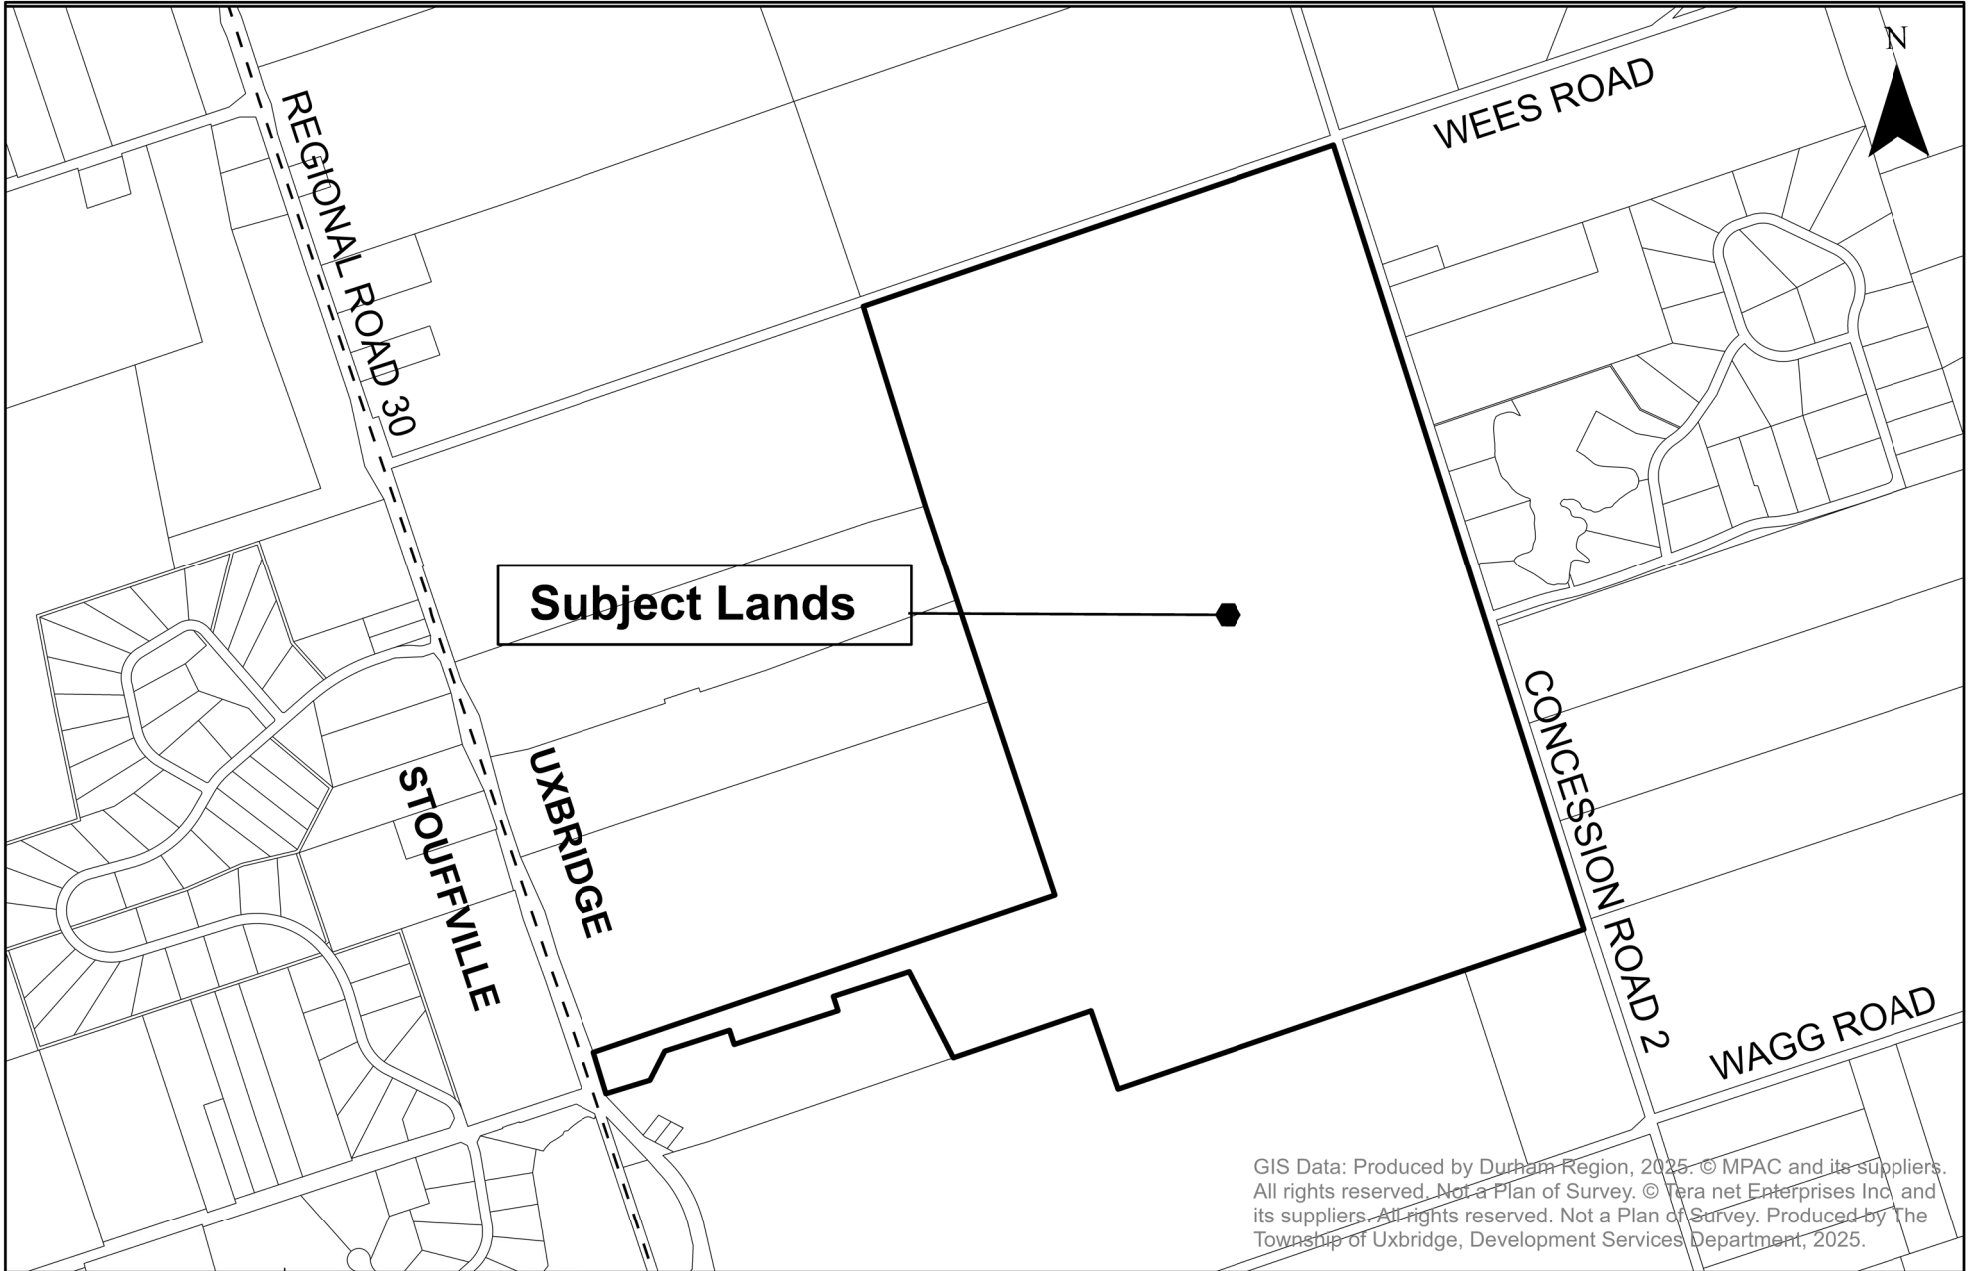 N
WEES ROAD
REGIONAL ROAD 30
Subject Lands
CONCESSION ROAD 2
UXBRIDGE
STOUFFVILLE
WAGG ROAD
GIS Data: Produced by Durham Region, 2025. © MPAC and its suppliers.
All rights reserved. Not a Plan of Survey. © Tera net Enterprises Inc. and
its suppliers. All rights reserved. Not a Plan of Survey. Produced by The
Township of Uxbridge, Development Services Department, 2025.